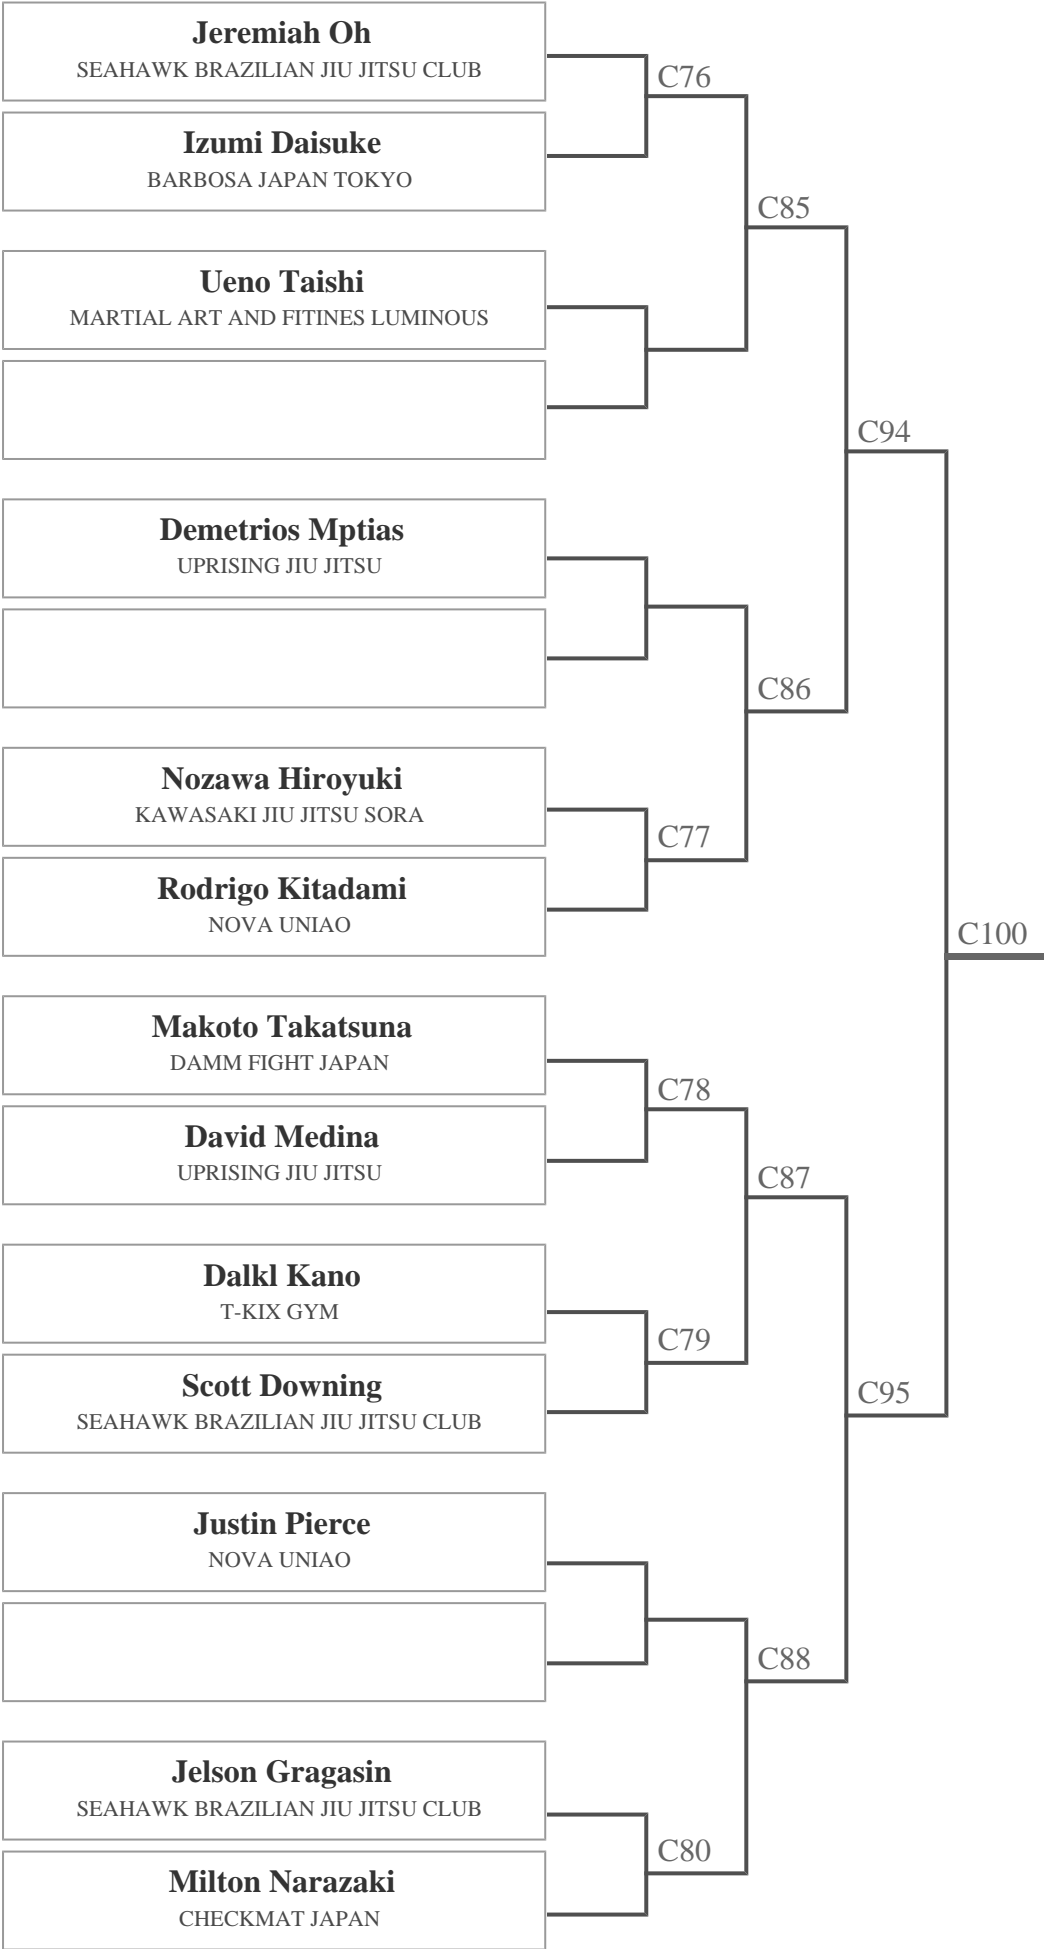 Jeremiah Oh
SEAHAWK BRAZILIAN JIU JITSU CLUB
C76
Izumi Daisuke
BARBOSA JAPAN TOKYO
C85
Ueno Taishi
MARTIAL ART AND FITINES LUMINOUS
C94
Demetrios Mptias
UPRISING JIU JITSU
C86
Nozawa Hiroyuki
KAWASAKI JIU JITSU SORA
C77
Rodrigo Kitadami
NOVA UNIAO
C100
Makoto Takatsuna
DAMM FIGHT JAPAN
C78
David Medina
UPRISING JIU JITSU
C87
Dalkl Kano
T-KIX GYM
C79
Scott Downing
SEAHAWK BRAZILIAN JIU JITSU CLUB
C95
Justin Pierce
NOVA UNIAO
C88
Jelson Gragasin
SEAHAWK BRAZILIAN JIU JITSU CLUB
C80
Milton Narazaki
CHECKMAT JAPAN